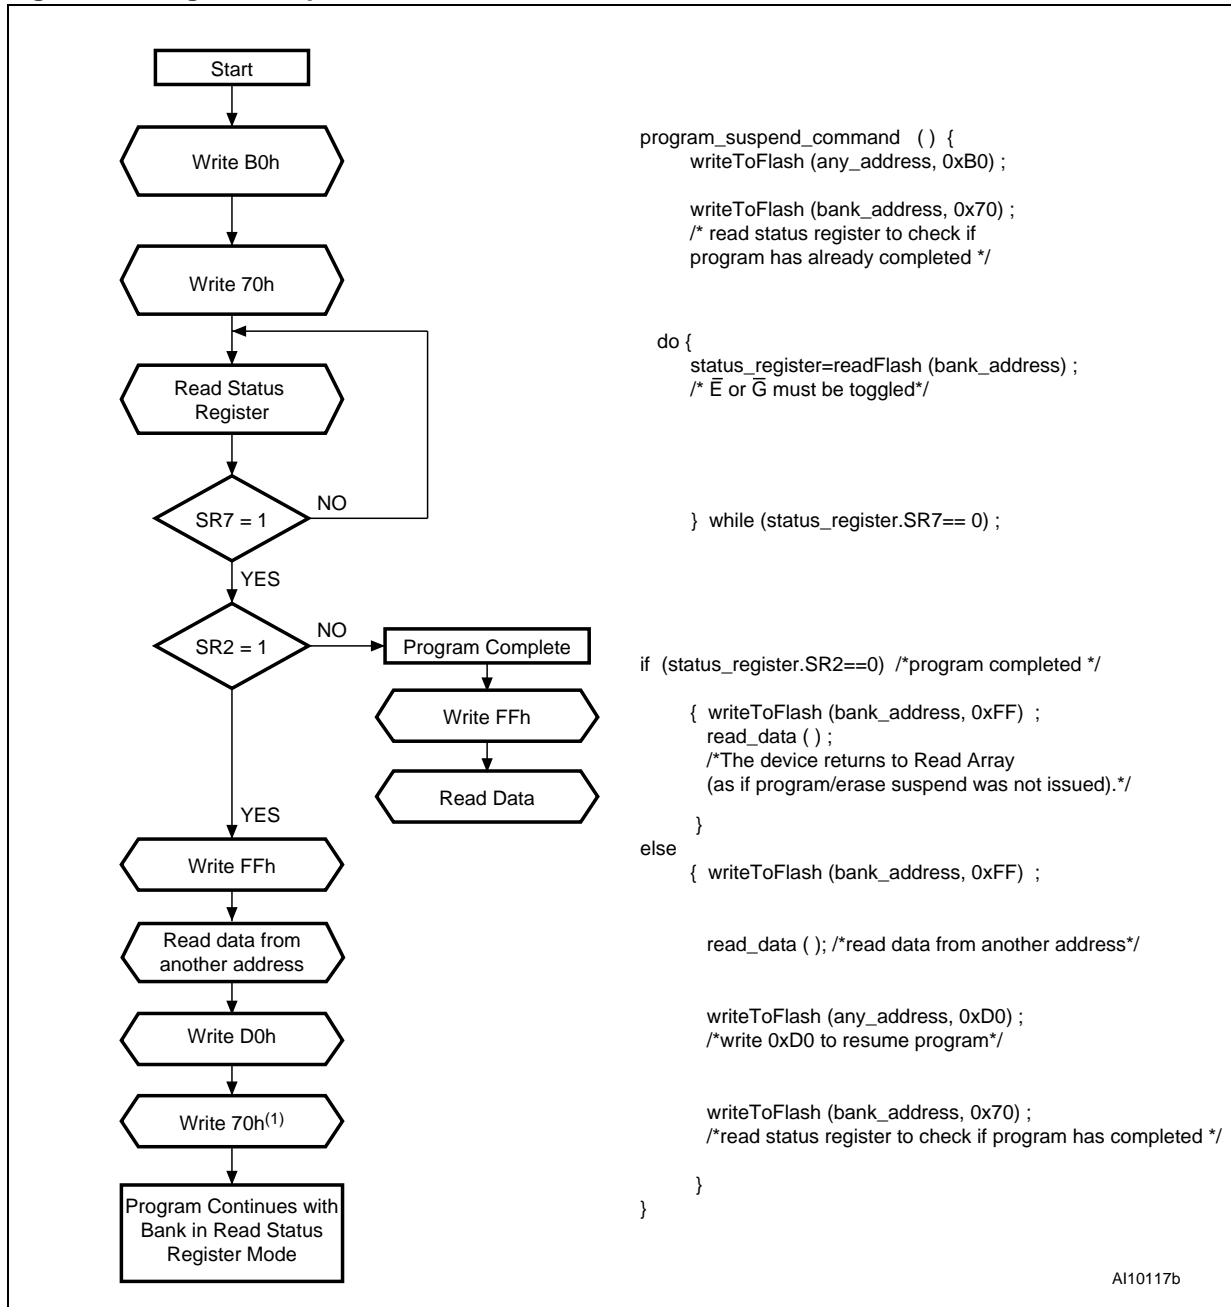 Start
Write B0h
Write 70h
Read Status
Register
SR7 = 1
NO
YES
SR2 = 1
NO
Program Complete
Write FFh
Read Data
YES
Write FFh
Read data from
another address
Write D0h
Write 70h(1)
Program Continues with
Bank in Read Status
Register Mode
program_suspend_command ( ) {
writeToFlash (any_address, 0xB0) ;
writeToFlash (bank_address, 0x70) ;
/* read status register to check if
program has already completed */
do {
status_register=readFlash (bank_address) ;
/* E̅ or G̅ must be toggled*/
} while (status_register.SR7== 0) ;
if (status_register.SR2==0) /*program completed */
{ writeToFlash (bank_address, 0xFF) ;
read_data ( ) ;
/*The device returns to Read Array
(as if program/erase suspend was not issued).*/
}
else
{ writeToFlash (bank_address, 0xFF) ;
read_data ( ); /*read data from another address*/
writeToFlash (any_address, 0xD0) ;
/*write 0xD0 to resume program*/
writeToFlash (bank_address, 0x70) ;
/*read status register to check if program has completed */
}
}
AI10117b